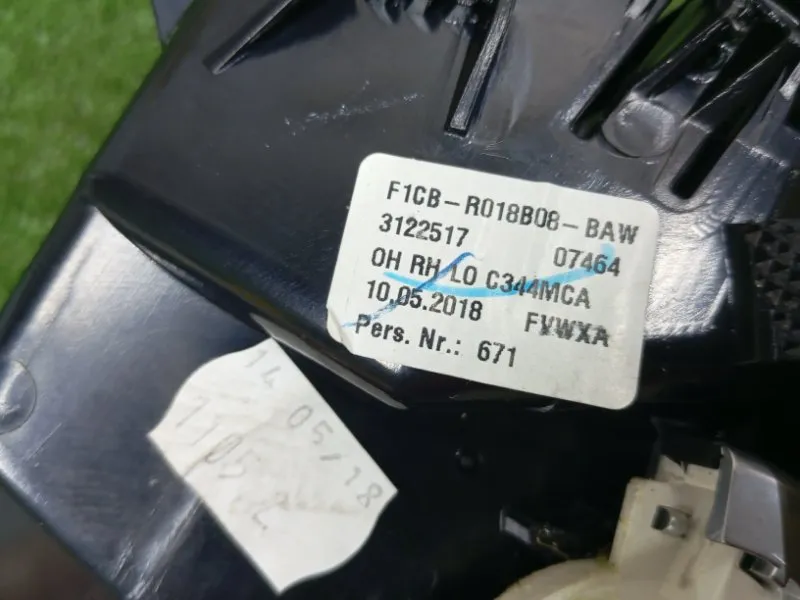 F1CB-R018B08-BAW
3122517 07464
OH RH LO C344MCA
10.05.2018 FVWXA
Pers. Nr.: 671
14 05/18